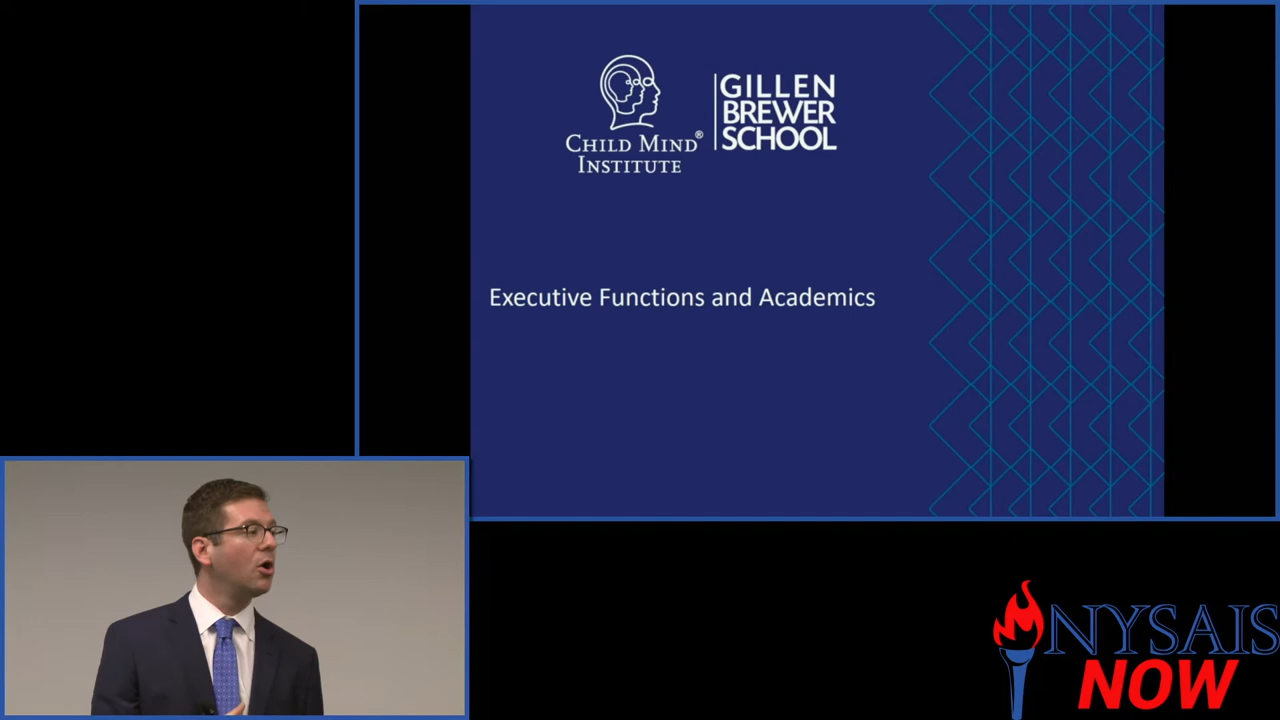 CHILD MIND®
INSTITUTE
GILLEN
BREWER
SCHOOL
Executive Functions and Academics
NYSAIS
NOW